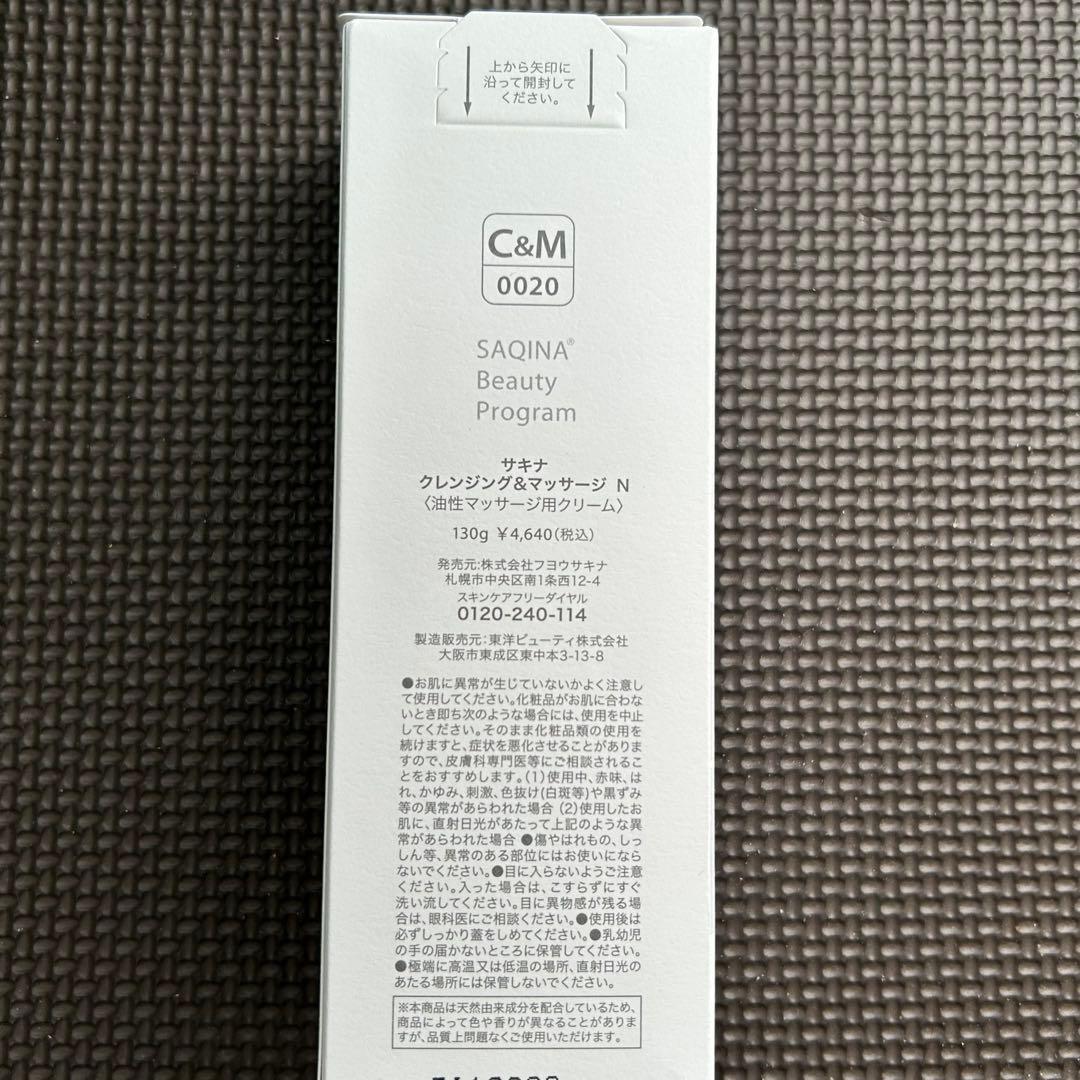 上から矢印に
沿って開封して
ください。
C&M
0020
SAQINA®
Beauty
Program
サキナ
クレンジング&マッサージ N
〈油性マッサージ用クリーム〉
130g ¥4,640(税込)
発売元:株式会社フヨウサキナ
札幌市中央区南1条西12-4
スキンケアフリーダイヤル
0120-240-114
製造販売元:東洋ビューティ株式会社
大阪市東成区東中本3-13-8
●お肌に異常が生じていないかよく注意し
て使用してください。化粧品がお肌に合わな
いとき即ち次のような場合には、使用を中止
してください。そのまま化粧品類の使用を
続けますと、症状を悪化させることがありま
すので、皮膚科専門医等にご相談されるこ
とをおすすめします。(1)使用中、赤味、は
れ、かゆみ、刺激、色抜け(白斑等)や黒ずみ
等の異常があらわれた場合 (2)使用したお
肌に、直射日光があたって上記のような異
常があらわれた場合 ●傷やはれもの、しっ
しん等、異常のある部位にはお使いになら
ないでください。●目に入らないようご注意
ください。入った場合は、こすらずにすぐ
洗い流してください。目に異物感が残る場
合は、眼科医にご相談ください。●使用後は
必ずしっかり蓋をしめてください。●乳幼児
の手の届かないところに保管してください。
●極端に高温又は低温の場所、直射日光の
あたる場所には保管しないでください。
※本商品は天然由来成分を配合しているため、
商品によって色や香りが異なることがありま
すが、品質上問題なくご使用いただけます。